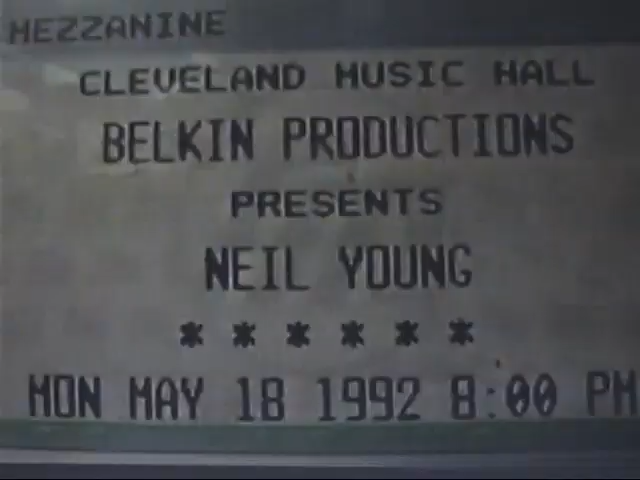 MEZZANINE
CLEVELAND MUSIC HALL
BELKIN PRODUCTIONS
PRESENTS
NEIL YOUNG
* * * * * *
MON MAY 18 1992 8:00 PM